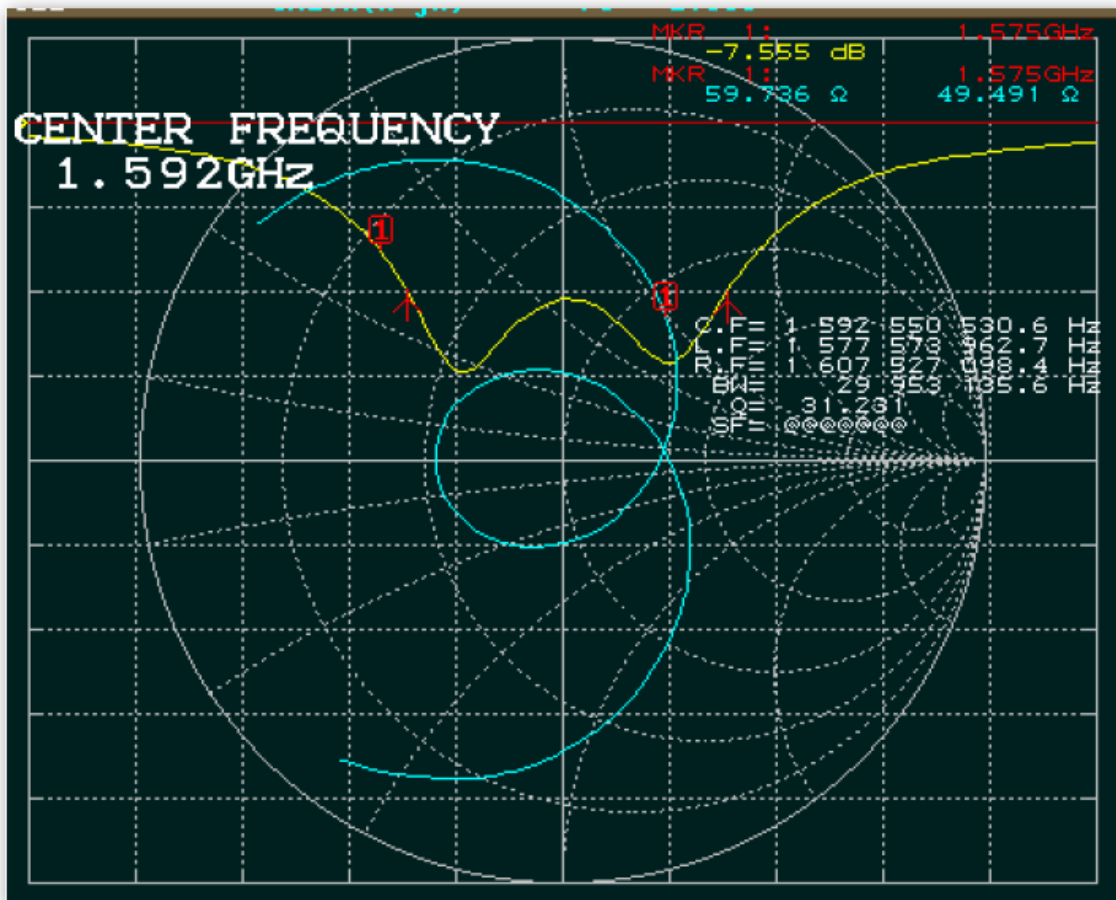 MKR 1: 1.575GHz
-7.555 dB
MKR 1: 1.575GHz
59.736 Ω 49.491 Ω
CENTER FREQUENCY
1.592GHz
1
1
C.F= 1 592 550 530.6 Hz
L.F= 1 577 573 962.7 Hz
R.F= 1 607 527 098.4 Hz
BW= 29 953 135.6 Hz
Q= 31.231
SF= @@@@@@@